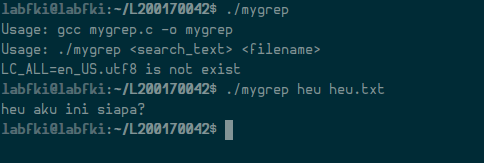 labfki@labfki:~/L200170042$ ./mygrep
Usage: gcc mygrep.c -o mygrep
Usage: ./mygrep <search_text> <filename>
LC_ALL=en_US.utf8 is not exist
labfki@labfki:~/L200170042$ ./mygrep heu heu.txt
heu aku ini siapa?
labfki@labfki:~/L200170042$